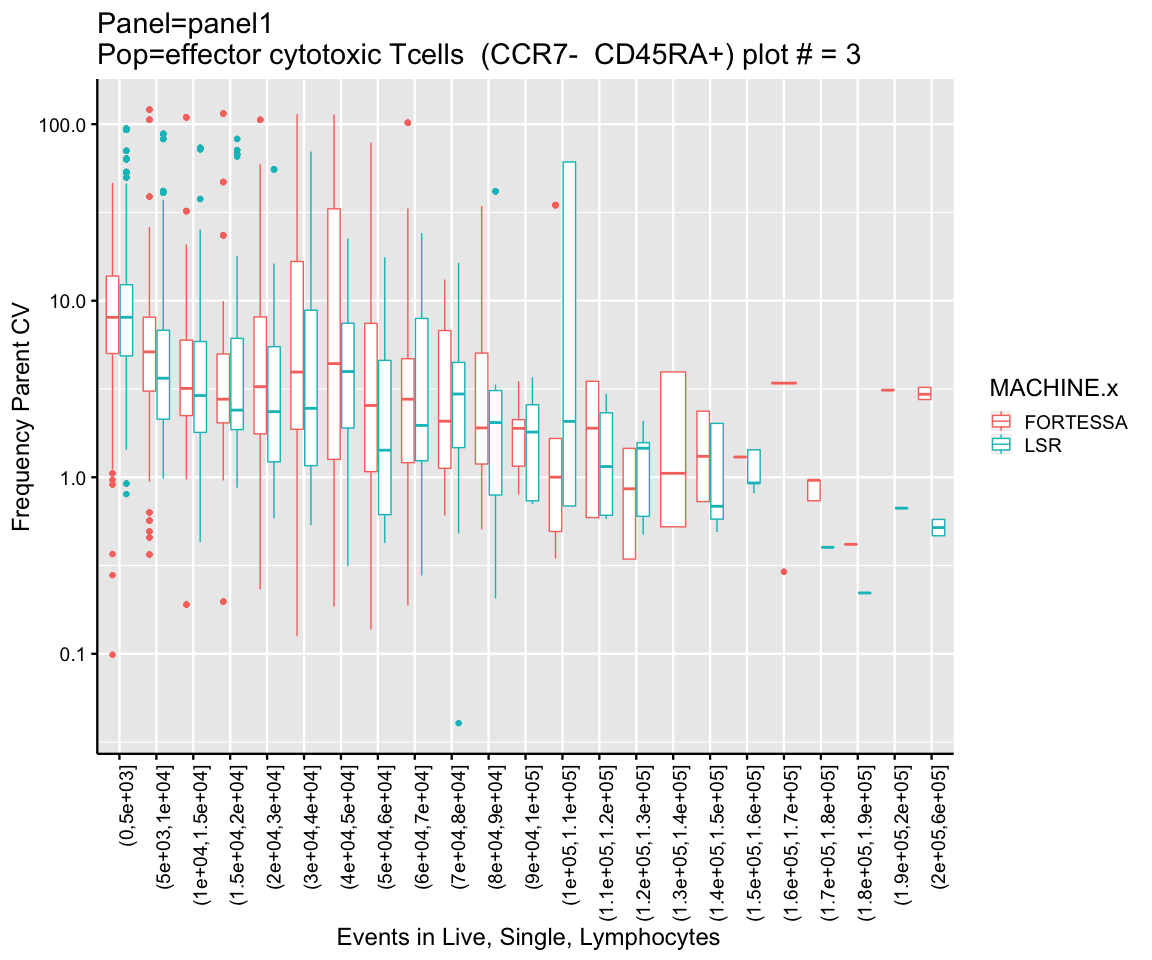 Panel=panel1
Pop=effector cytotoxic Tcells  (CCR7-  CD45RA+) plot # = 3
Frequency Parent CV
100.0
10.0
1.0
0.1
(0,5e+03]
(5e+03,1e+04]
(1e+04,1.5e+04]
(1.5e+04,2e+04]
(2e+04,3e+04]
(3e+04,4e+04]
(4e+04,5e+04]
(5e+04,6e+04]
(6e+04,7e+04]
(7e+04,8e+04]
(8e+04,9e+04]
(9e+04,1e+05]
(1e+05,1.1e+05]
(1.1e+05,1.2e+05]
(1.2e+05,1.3e+05]
(1.3e+05,1.4e+05]
(1.4e+05,1.5e+05]
(1.5e+05,1.6e+05]
(1.6e+05,1.7e+05]
(1.7e+05,1.8e+05]
(1.8e+05,1.9e+05]
(1.9e+05,2e+05]
(2e+05,6e+05]
Events in Live, Single, Lymphocytes
MACHINE.x
FORTESSA
LSR